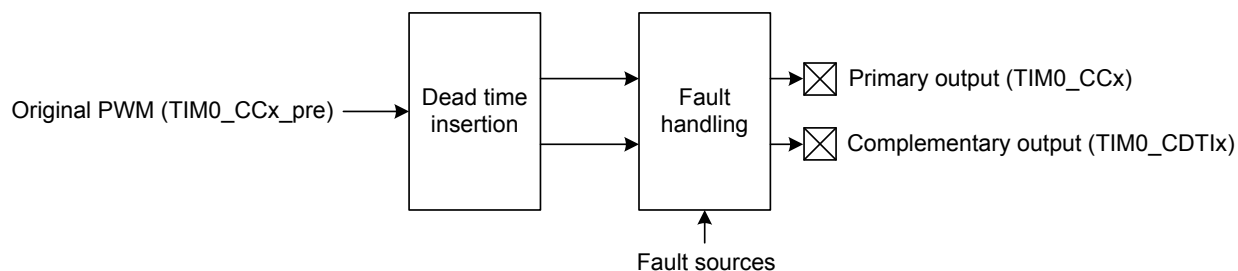 Original PWM (TIM0_CCx_pre)
Dead time
insertion
Fault
handling
Primary output (TIM0_CCx)
Complementary output (TIM0_CDTIx)
Fault sources